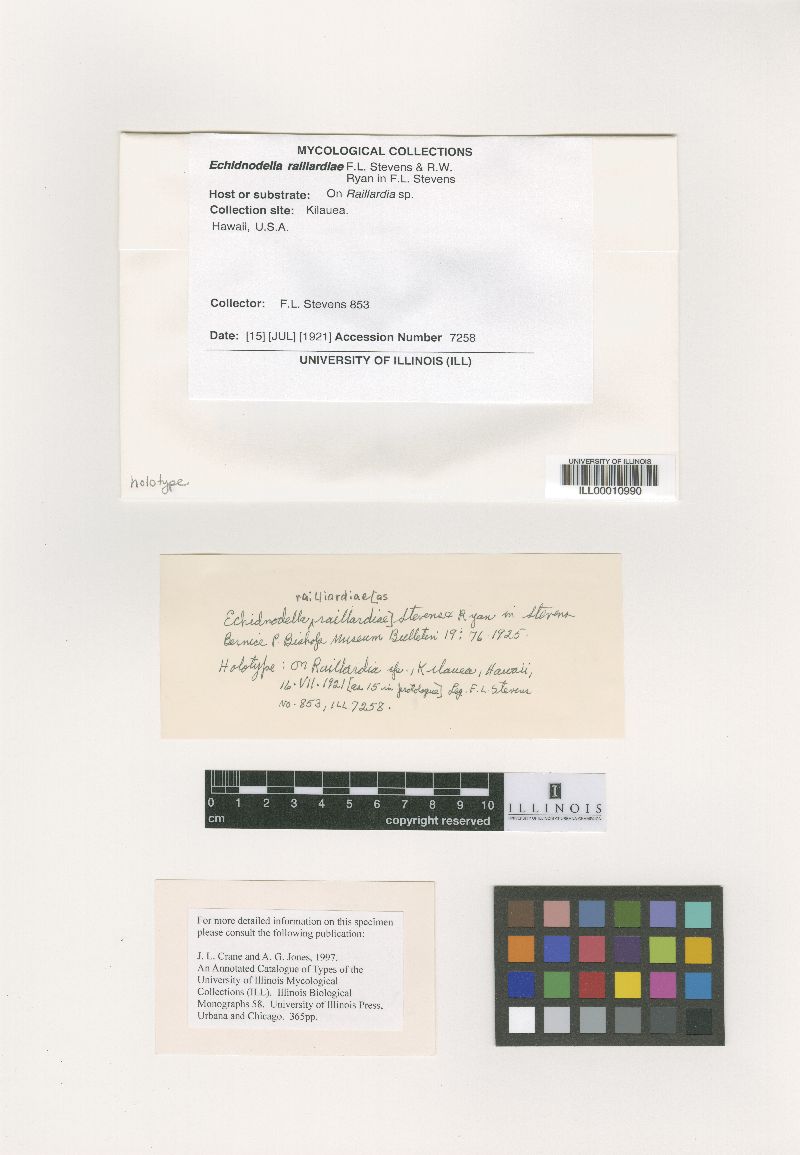 MYCOLOGICAL COLLECTIONS
Echidnodella raillardiae F.L. Stevens & R.W.
Ryan in F.L. Stevens
Host or substrate: On Raillardia sp.
Collection site: Kilauea.
Hawaii, U.S.A.
Collector: F.L. Stevens 853
Date: [15] [JUL] [1921] Accession Number 7258
UNIVERSITY OF ILLINOIS (ILL)
holotype
UNIVERSITY OF ILLINOIS
ILL00010990
railliardiae[as
Echidnodella raillardiae] Stevens & Ryan in Stevens
Bernice P. Bishop Museum Bulletin 19: 76. 1925.
Holotype: On Raillardia sp., Kilauea, Hawaii,
16.VII.1921 [as 15 in protologue] Leg. F.L. Stevens
No. 853, ILL 7258.
0 1 2 3 4 5 6 7 8 9 10
cm copyright reserved
I
ILLINOIS
UNIVERSITY OF ILLINOIS AT URBANA-CHAMPAIGN
For more detailed information on this specimen
please consult the following publication:
J. L. Crane and A. G. Jones, 1997.
An Annotated Catalogue of Types of the
University of Illinois Mycological
Collections (ILL). Illinois Biological
Monographs 58. University of Illinois Press,
Urbana and Chicago. 365pp.